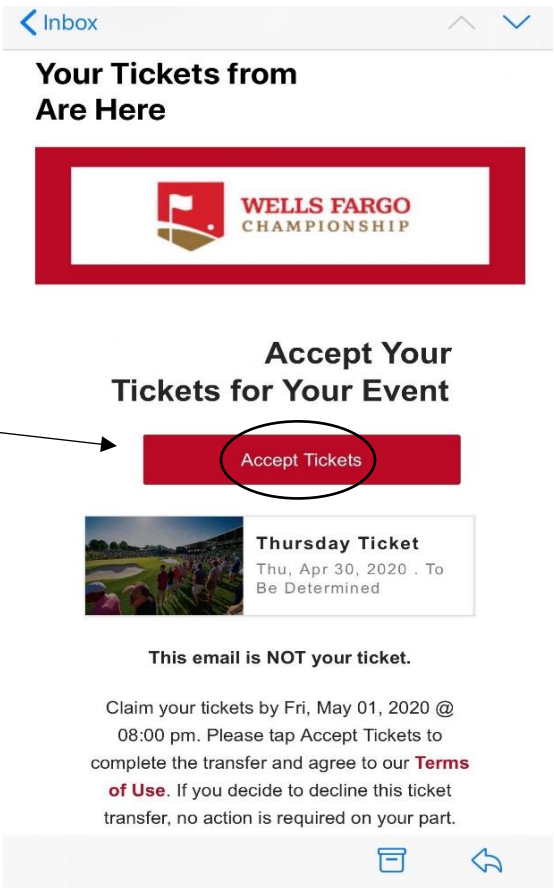 Inbox
Your Tickets from
Are Here
WELLS FARGO
CHAMPIONSHIP
Accept Your
Tickets for Your Event
Accept Tickets
Thursday Ticket
Thu, Apr 30, 2020 . To
Be Determined
This email is NOT your ticket.
Claim your tickets by Fri, May 01, 2020 @
08:00 pm. Please tap Accept Tickets to
complete the transfer and agree to our Terms
of Use. If you decide to decline this ticket
transfer, no action is required on your part.